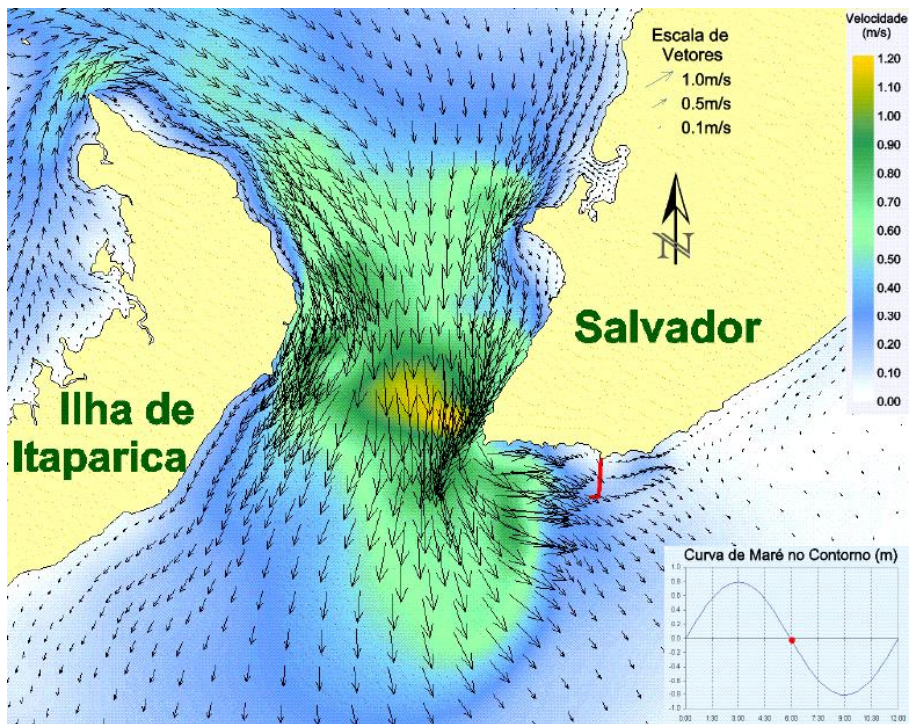 Escala de
Vetores
1.0m/s
0.5m/s
0.1m/s
N
Velocidade
(m/s)
1.20
1.10
1.00
0.90
0.80
0.70
0.60
0.50
0.40
0.30
0.20
0.10
0.00
Salvador
Ilha de
Itaparica
Curva de Maré no Contorno (m)
1.0
0.8
0.6
0.4
0.2
0.0
-0.2
-0.4
-0.6
-0.8
-1.0
0:00 1:30 3:00 4:30 6:00 7:30 9:00 10:30 12:00